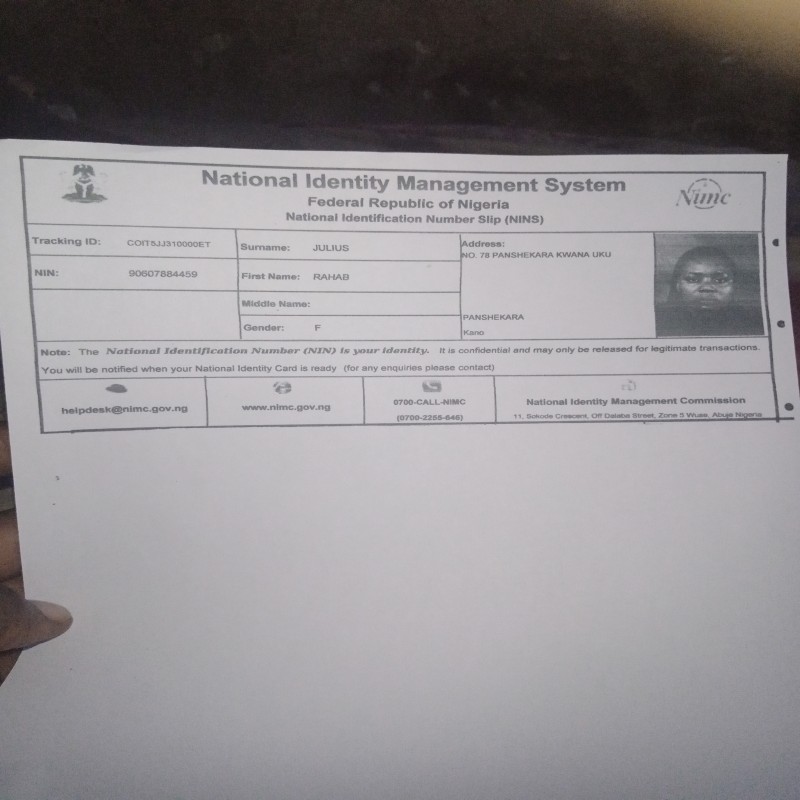 National Identity Management System
Federal Republic of Nigeria
National Identification Number Slip (NINS)
Nimc
Tracking ID: COIT5JJ310000ET
Surname: JULIUS
Address:
NO. 78 PANSHEKARA KWANA UKU
NIN: 90607884459
First Name: RAHAB
Middle Name:
PANSHEKARA
Gender: F
Kano
Note: The National Identification Number (NIN) is your identity. It is confidential and may only be released for legitimate transactions.
You will be notified when your National Identity Card is ready (for any enquiries please contact)
helpdesk@nimc.gov.ng
www.nimc.gov.ng
0700-CALL-NIMC
(0700-2255-646)
National Identity Management Commission
11, Sokode Crescent, Off Dalaba Street, Zone 5 Wuse, Abuja Nigeria